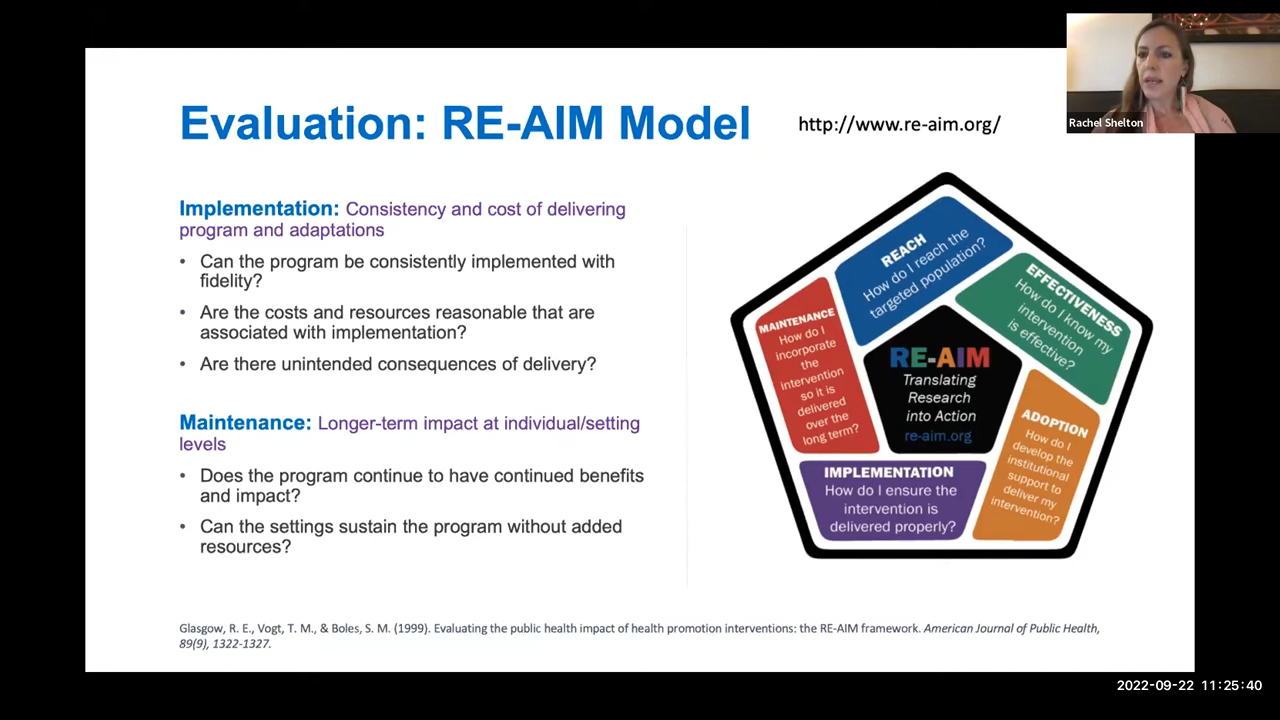 Rachel Shelton
Evaluation: RE-AIM Model
http://www.re-aim.org/
Implementation: Consistency and cost of delivering
program and adaptations
• Can the program be consistently implemented with
fidelity?
• Are the costs and resources reasonable that are
associated with implementation?
• Are there unintended consequences of delivery?
Maintenance: Longer-term impact at individual/setting
levels
• Does the program continue to have continued benefits
and impact?
• Can the settings sustain the program without added
resources?
REACH
How do I reach the
targeted population?
EFFECTIVENESS
How do I know my
intervention
is effective?
ADOPTION
How do I
develop the
institutional
support to
deliver my
intervention?
IMPLEMENTATION
How do I ensure the
intervention is
delivered properly?
MAINTENANCE
How do I
incorporate
the
intervention
so it is
delivered
over the
long term?
RE-AIM
Translating
Research
into Action
re-aim.org
Glasgow, R. E., Vogt, T. M., & Boles, S. M. (1999). Evaluating the public health impact of health promotion interventions: the RE-AIM framework. American Journal of Public Health,
89(9), 1322-1327.
2022-09-22 11:25:40